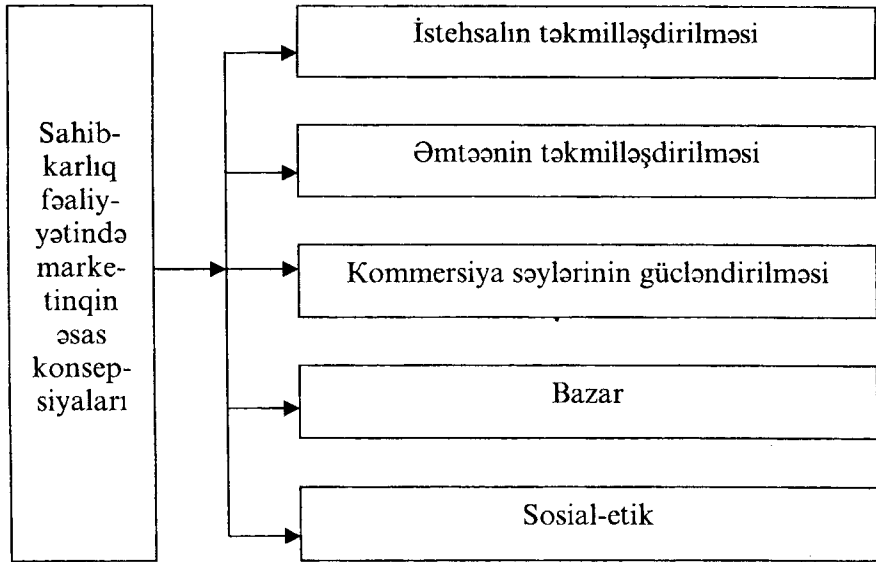 Sahib-
karlıq
fəaliy-
yətində
marke-
tinqin
əsas
konsep-
siyaları
İstehsalın təkmilləşdirilməsi
Əmtəənin təkmilləşdirilməsi
Kommersiya səylərinin gücləndirilməsi
Bazar
Sosial-etik